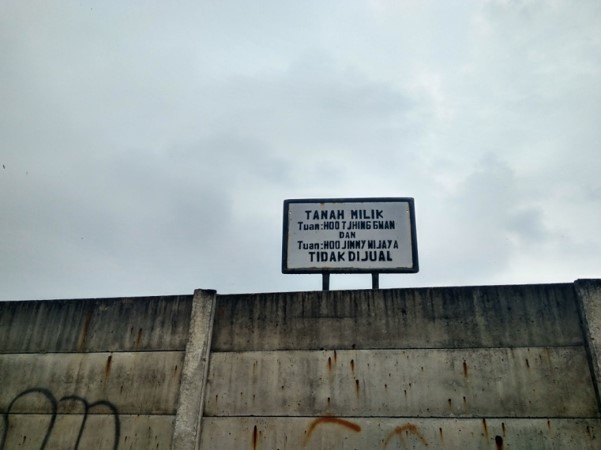 TANAH MILIK
Tuan:HOO TJHING GWAN
DAN
Tuan:HOO JIMMY WIJAYA
TIDAK DIJUAL